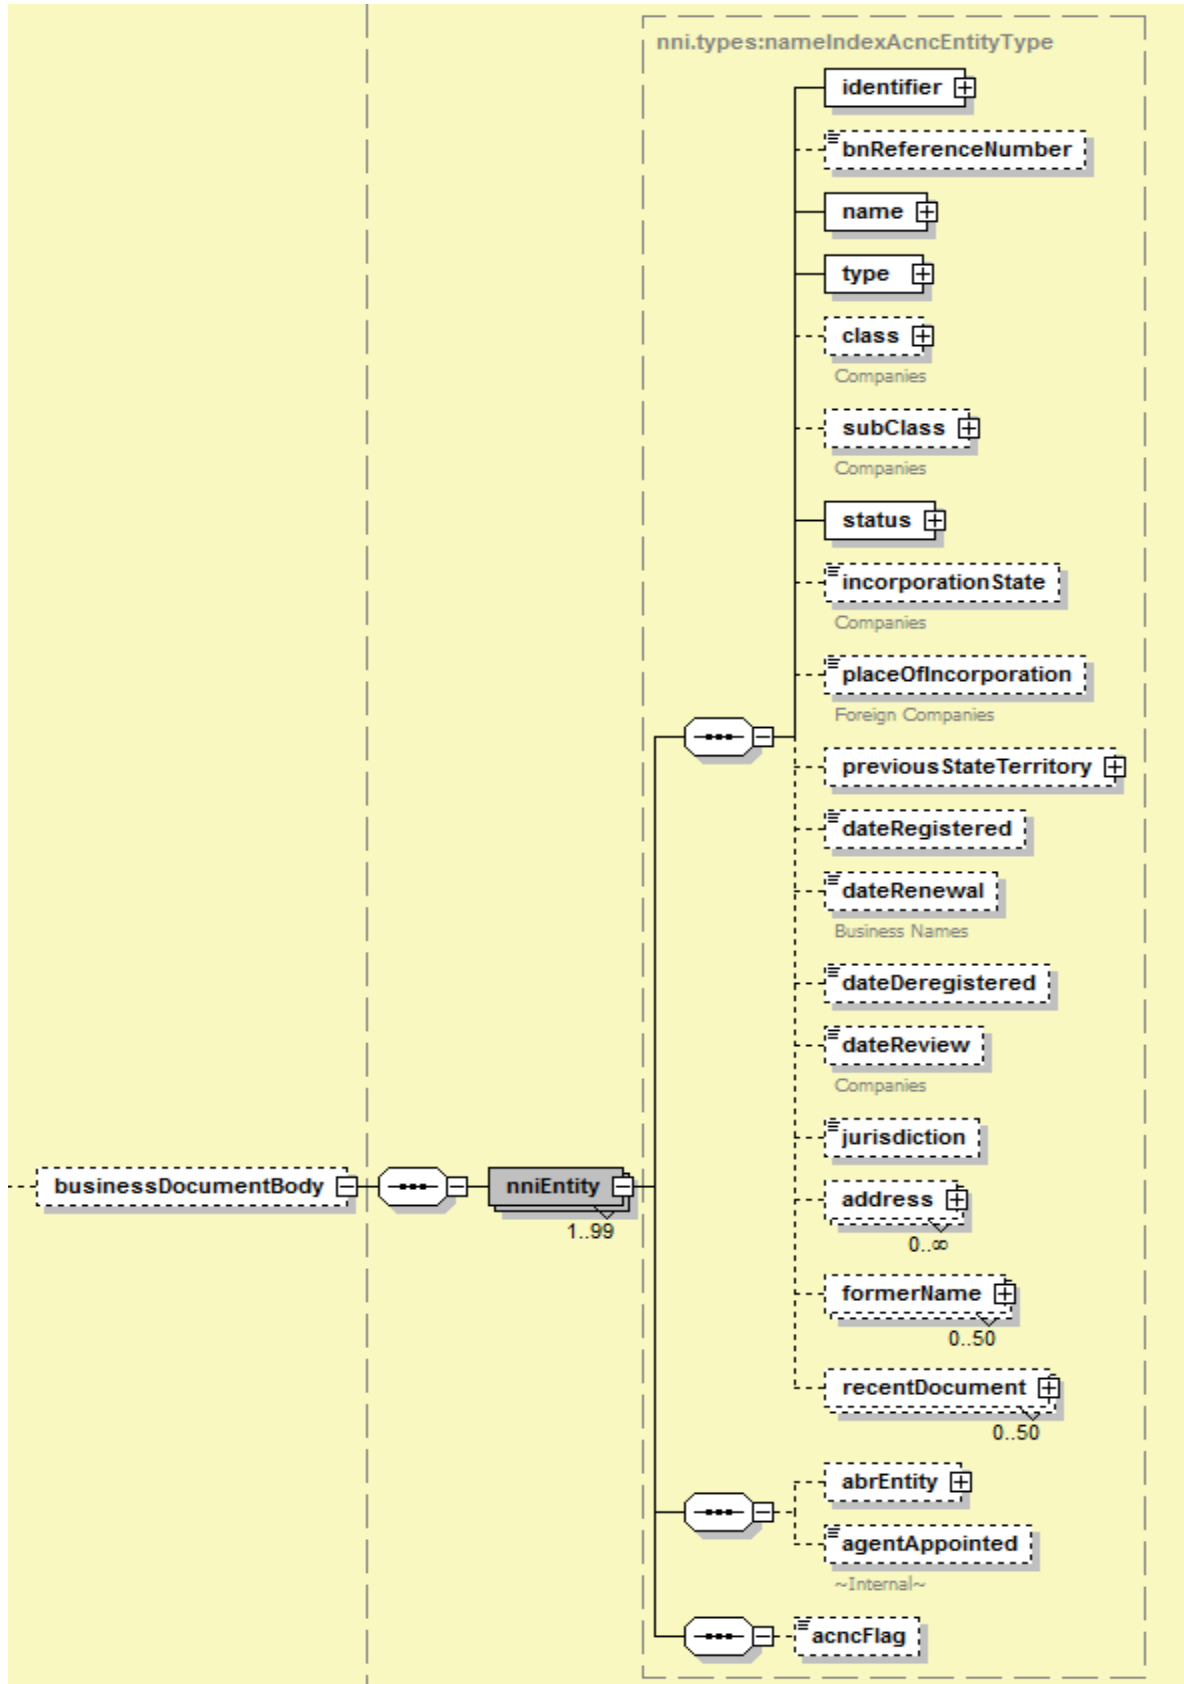 nni.types:nameIndexAcncEntityType
identifier
bnReferenceNumber
name
type
class
Companies
subClass
Companies
status
incorporationState
Companies
placeOfIncorporation
Foreign Companies
previousStateTerritory
dateRegistered
dateRenewal
Business Names
dateDeregistered
dateReview
Companies
jurisdiction
businessDocumentBody
nniEntity
1..99
address
0..∞
formerName
0..50
recentDocument
0..50
abrEntity
agentAppointed
~Internal~
acncFlag